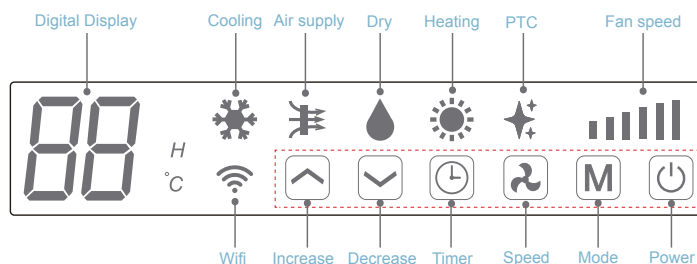 Digital Display Cooling Air supply Dry Heating PTC Fan speed
88
H
°C
M
Wifi Increase Decrease Timer Speed Mode Power